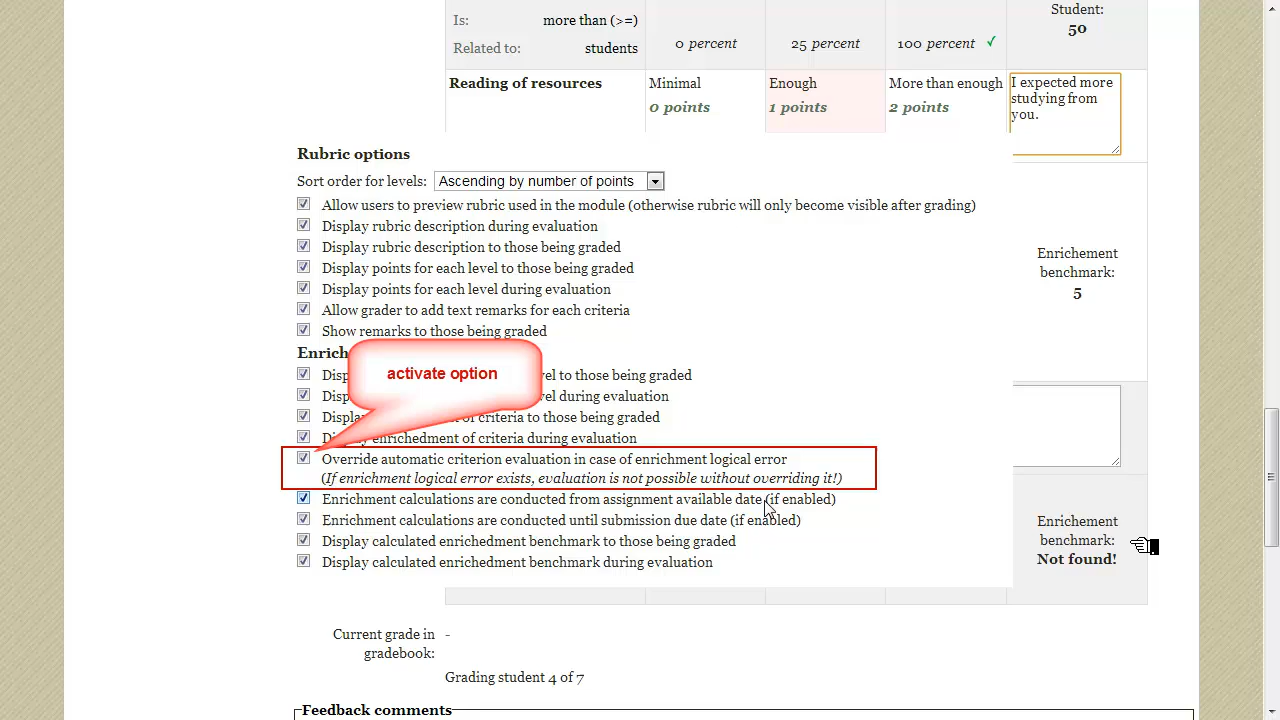 Student:
50
Is: more than (>=)
Related to: students
0 percent 25 percent 100 percent ✓
Reading of resources
Minimal
0 points
Enough
1 points
More than enough
2 points
I expected more
studying from
you.
Rubric options
Sort order for levels: Ascending by number of points
Allow users to preview rubric used in the module (otherwise rubric will only become visible after grading)
Display rubric description during evaluation
Display rubric description to those being graded
Display points for each level to those being graded
Display points for each level during evaluation
Allow grader to add text remarks for each criteria
Show remarks to those being graded
Enrich
activate option
Disp el to those being graded
Displa el during evaluation
Display of criteria to those being graded
Display enrichedment of criteria during evaluation
Override automatic criterion evaluation in case of enrichment logical error
(If enrichment logical error exists, evaluation is not possible without overriding it!)
Enrichment calculations are conducted from assignment available date (if enabled)
Enrichment calculations are conducted until submission due date (if enabled)
Display calculated enrichedment benchmark to those being graded
Display calculated enrichedment benchmark during evaluation
Enrichement
benchmark:
5
Enrichement
benchmark:
Not found!
Current grade in -
gradebook:
Grading student 4 of 7
Feedback comments